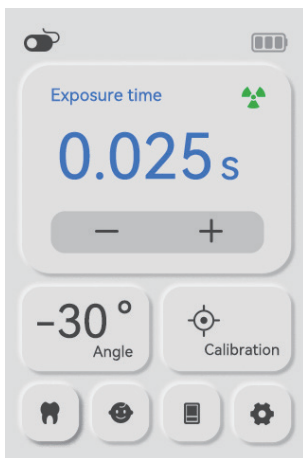 Exposure time
0.025 s
− +
-30°
Angle
Calibration